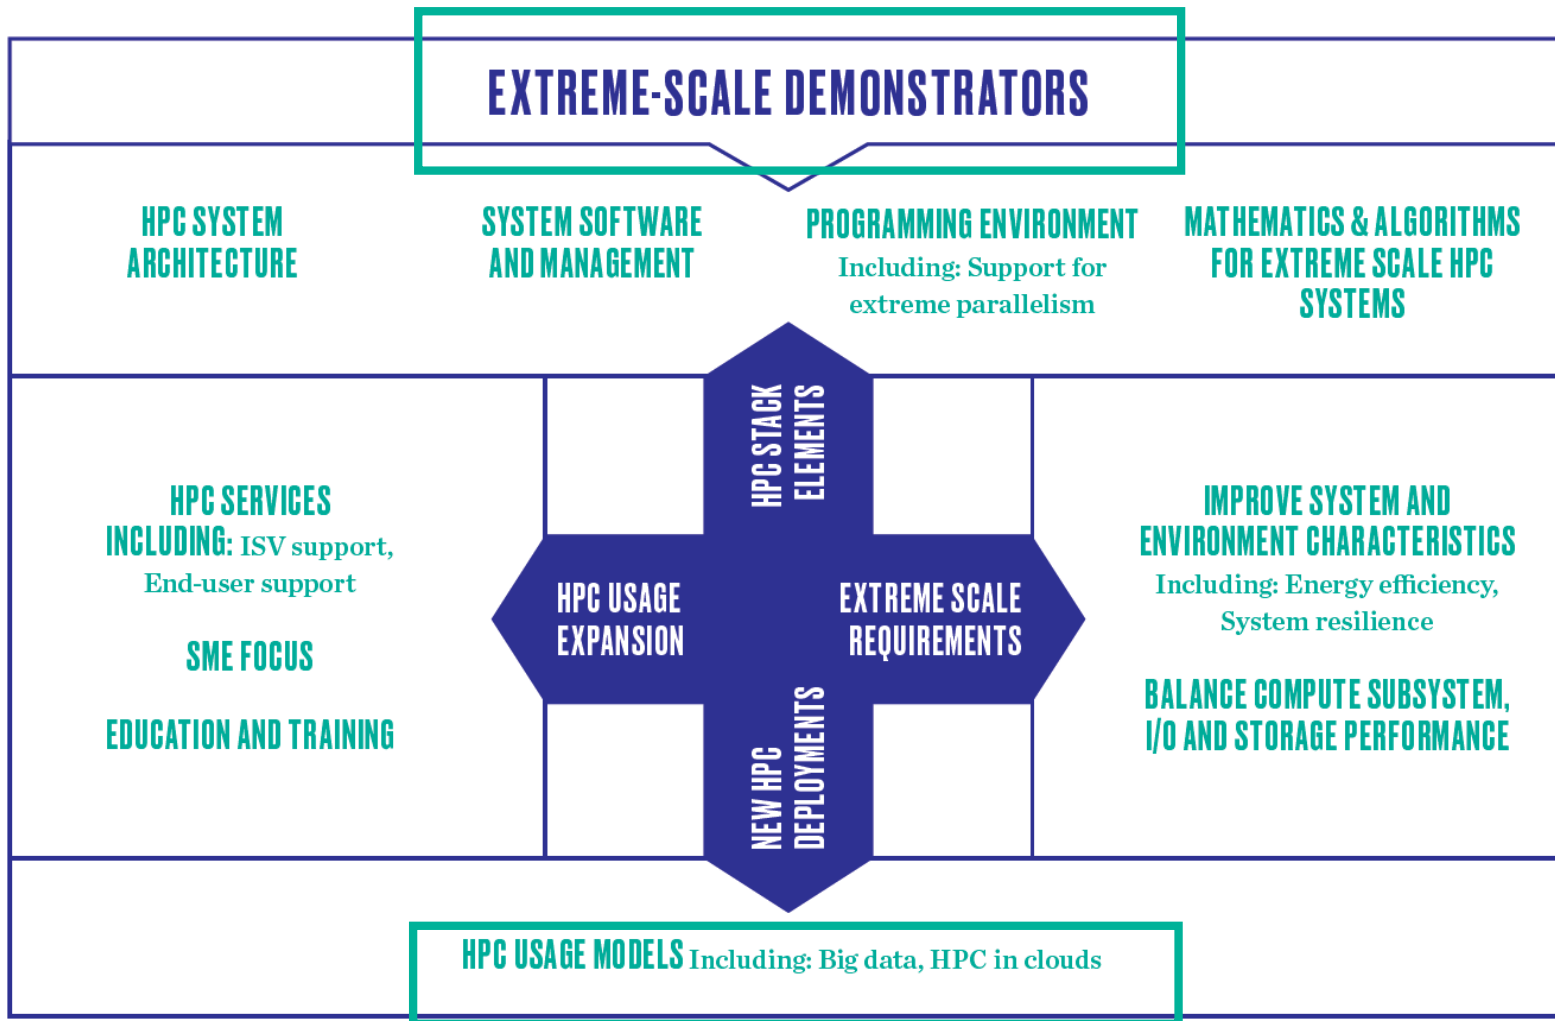 EXTREME-SCALE DEMONSTRATORS
HPC SYSTEM
ARCHITECTURE
SYSTEM SOFTWARE
AND MANAGEMENT
PROGRAMMING ENVIRONMENT
Including: Support for
extreme parallelism
MATHEMATICS & ALGORITHMS
FOR EXTREME SCALE HPC
SYSTEMS
HPC STACK
ELEMENTS
HPC SERVICES
INCLUDING: ISV support,
End-user support
SME FOCUS
EDUCATION AND TRAINING
HPC USAGE
EXPANSION
EXTREME SCALE
REQUIREMENTS
IMPROVE SYSTEM AND
ENVIRONMENT CHARACTERISTICS
Including: Energy efficiency,
System resilience
BALANCE COMPUTE SUBSYSTEM,
I/O AND STORAGE PERFORMANCE
NEW HPC
DEPLOYMENTS
HPC USAGE MODELS Including: Big data, HPC in clouds